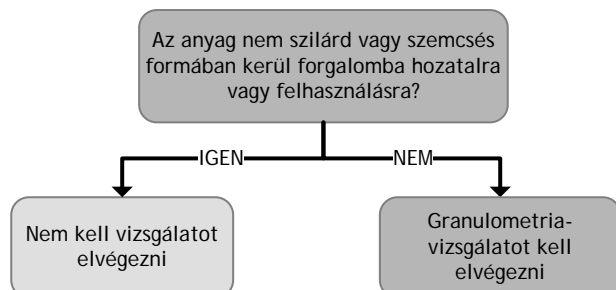 Az anyag nem szilárd vagy szemcsés
formában kerül forgalomba hozatalra
vagy felhasználásra?
IGEN
NEM
Nem kell vizsgálatot
elvégezni
Granulometria-
vizsgálatot kell
elvégezni